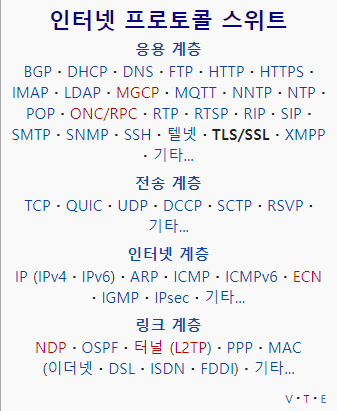 인터넷 프로토콜 스위트
응용 계층
BGP · DHCP · DNS · FTP · HTTP · HTTPS ·
IMAP · LDAP · MGCP · MQTT · NNTP · NTP ·
POP · ONC/RPC · RTP · RTSP · RIP · SIP ·
SMTP · SNMP · SSH · 텔넷 · TLS/SSL · XMPP
· 기타...
전송 계층
TCP · QUIC · UDP · DCCP · SCTP · RSVP ·
기타...
인터넷 계층
IP (IPv4 · IPv6) · ARP · ICMP · ICMPv6 · ECN
· IGMP · IPsec · 기타...
링크 계층
NDP · OSPF · 터널 (L2TP) · PPP · MAC
(이더넷 · DSL · ISDN · FDDI) · 기타...
V · T · E